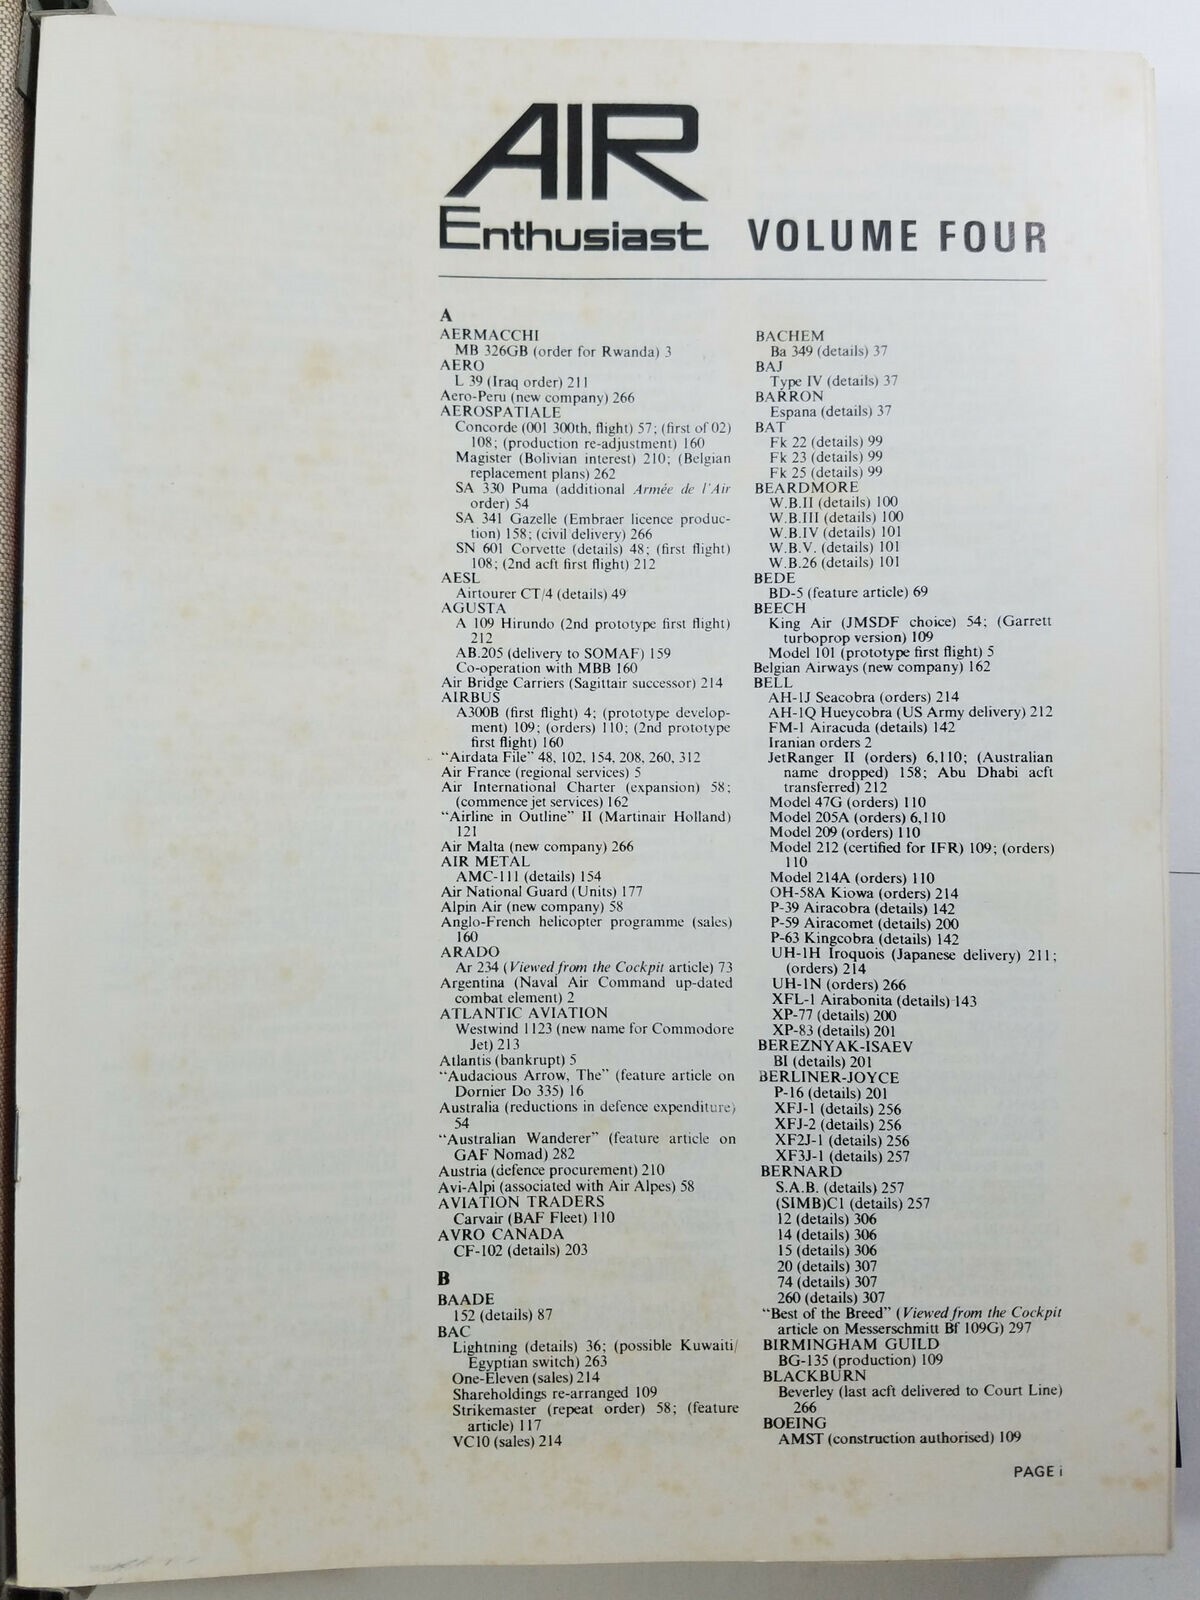 AIR
Enthusiast VOLUME FOUR
A
AERMACCHI
MB 326GB (order for Rwanda) 3
AERO
L 39 (Iraq order) 211
Aero-Peru (new company) 266
AEROSPATIALE
Concorde (001 300th, flight) 57; (first of 02)
108; (production re-adjustment) 160
Magister (Bolivian interest) 210; (Belgian
replacement plans) 262
SA 330 Puma (additional Armée de l'Air
order) 54
SA 341 Gazelle (Embraer licence produc-
tion) 158; (civil delivery) 266
SN 601 Corvette (details) 48; (first flight)
108; (2nd acft first flight) 212
AESL
Airtourer CT/4 (details) 49
AGUSTA
A 109 Hirundo (2nd prototype first flight)
212
AB.205 (delivery to SOMAF) 159
Co-operation with MBB 160
Air Bridge Carriers (Sagittair successor) 214
AIRBUS
A300B (first flight) 4; (prototype develop-
ment) 109; (orders) 110; (2nd prototype
first flight) 160
"Airdata File" 48, 102, 154, 208, 260, 312
Air France (regional services) 5
Air International Charter (expansion) 58;
(commence jet services) 162
"Airline in Outline" II (Martinair Holland)
121
Air Malta (new company) 266
AIR METAL
AMC-111 (details) 154
Air National Guard (Units) 177
Alpin Air (new company) 58
Anglo-French helicopter programme (sales)
160
ARADO
Ar 234 (Viewed from the Cockpit article) 73
Argentina (Naval Air Command up-dated
combat element) 2
ATLANTIC AVIATION
Westwind 1123 (new name for Commodore
Jet) 213
Atlantis (bankrupt) 5
"Audacious Arrow, The" (feature article on
Dornier Do 335) 16
Australia (reductions in defence expenditure)
54
"Australian Wanderer" (feature article on
GAF Nomad) 282
Austria (defence procurement) 210
Avi-Alpi (associated with Air Alpes) 58
AVIATION TRADERS
Carvair (BAF Fleet) 110
AVRO CANADA
CF-102 (details) 203
B
BAADE
152 (details) 87
BAC
Lightning (details) 36; (possible Kuwaiti/
Egyptian switch) 263
One-Eleven (sales) 214
Shareholdings re-arranged 109
Strikemaster (repeat order) 58; (feature
article) 117
VC10 (sales) 214
BACHEM
Ba 349 (details) 37
BAJ
Type IV (details) 37
BARRON
Espana (details) 37
BAT
Fk 22 (details) 99
Fk 23 (details) 99
Fk 25 (details) 99
BEARDMORE
W.B.II (details) 100
W.B.III (details) 100
W.B.IV (details) 101
W.B.V. (details) 101
W.B.26 (details) 101
BEDE
BD-5 (feature article) 69
BEECH
King Air (JMSDF choice) 54; (Garrett
turboprop version) 109
Model 101 (prototype first flight) 5
Belgian Airways (new company) 162
BELL
AH-1J Seacobra (orders) 214
AH-1Q Hueycobra (US Army delivery) 212
FM-1 Airacuda (details) 142
Iranian orders 2
JetRanger II (orders) 6,110; (Australian
name dropped) 158; Abu Dhabi acft
transferred) 212
Model 47G (orders) 110
Model 205A (orders) 6,110
Model 209 (orders) 110
Model 212 (certified for IFR) 109; (orders)
110
Model 214A (orders) 110
OH-58A Kiowa (orders) 214
P-39 Airacobra (details) 142
P-59 Airacomet (details) 200
P-63 Kingcobra (details) 142
UH-1H Iroquois (Japanese delivery) 211;
(orders) 214
UH-1N (orders) 266
XFL-1 Airabonita (details) 143
XP-77 (details) 200
XP-83 (details) 201
BEREZNYAK-ISAEV
BI (details) 201
BERLINER-JOYCE
P-16 (details) 201
XFJ-1 (details) 256
XFJ-2 (details) 256
XF2J-1 (details) 256
XF3J-1 (details) 257
BERNARD
S.A.B. (details) 257
(SIMB)C1 (details) 257
12 (details) 306
14 (details) 306
15 (details) 306
20 (details) 307
74 (details) 307
260 (details) 307
"Best of the Breed" (Viewed from the Cockpit
article on Messerschmitt Bf 109G) 297
BIRMINGHAM GUILD
BG-135 (production) 109
BLACKBURN
Beverley (last acft delivered to Court Line)
266
BOEING
AMST (construction authorised) 109
PAGE i